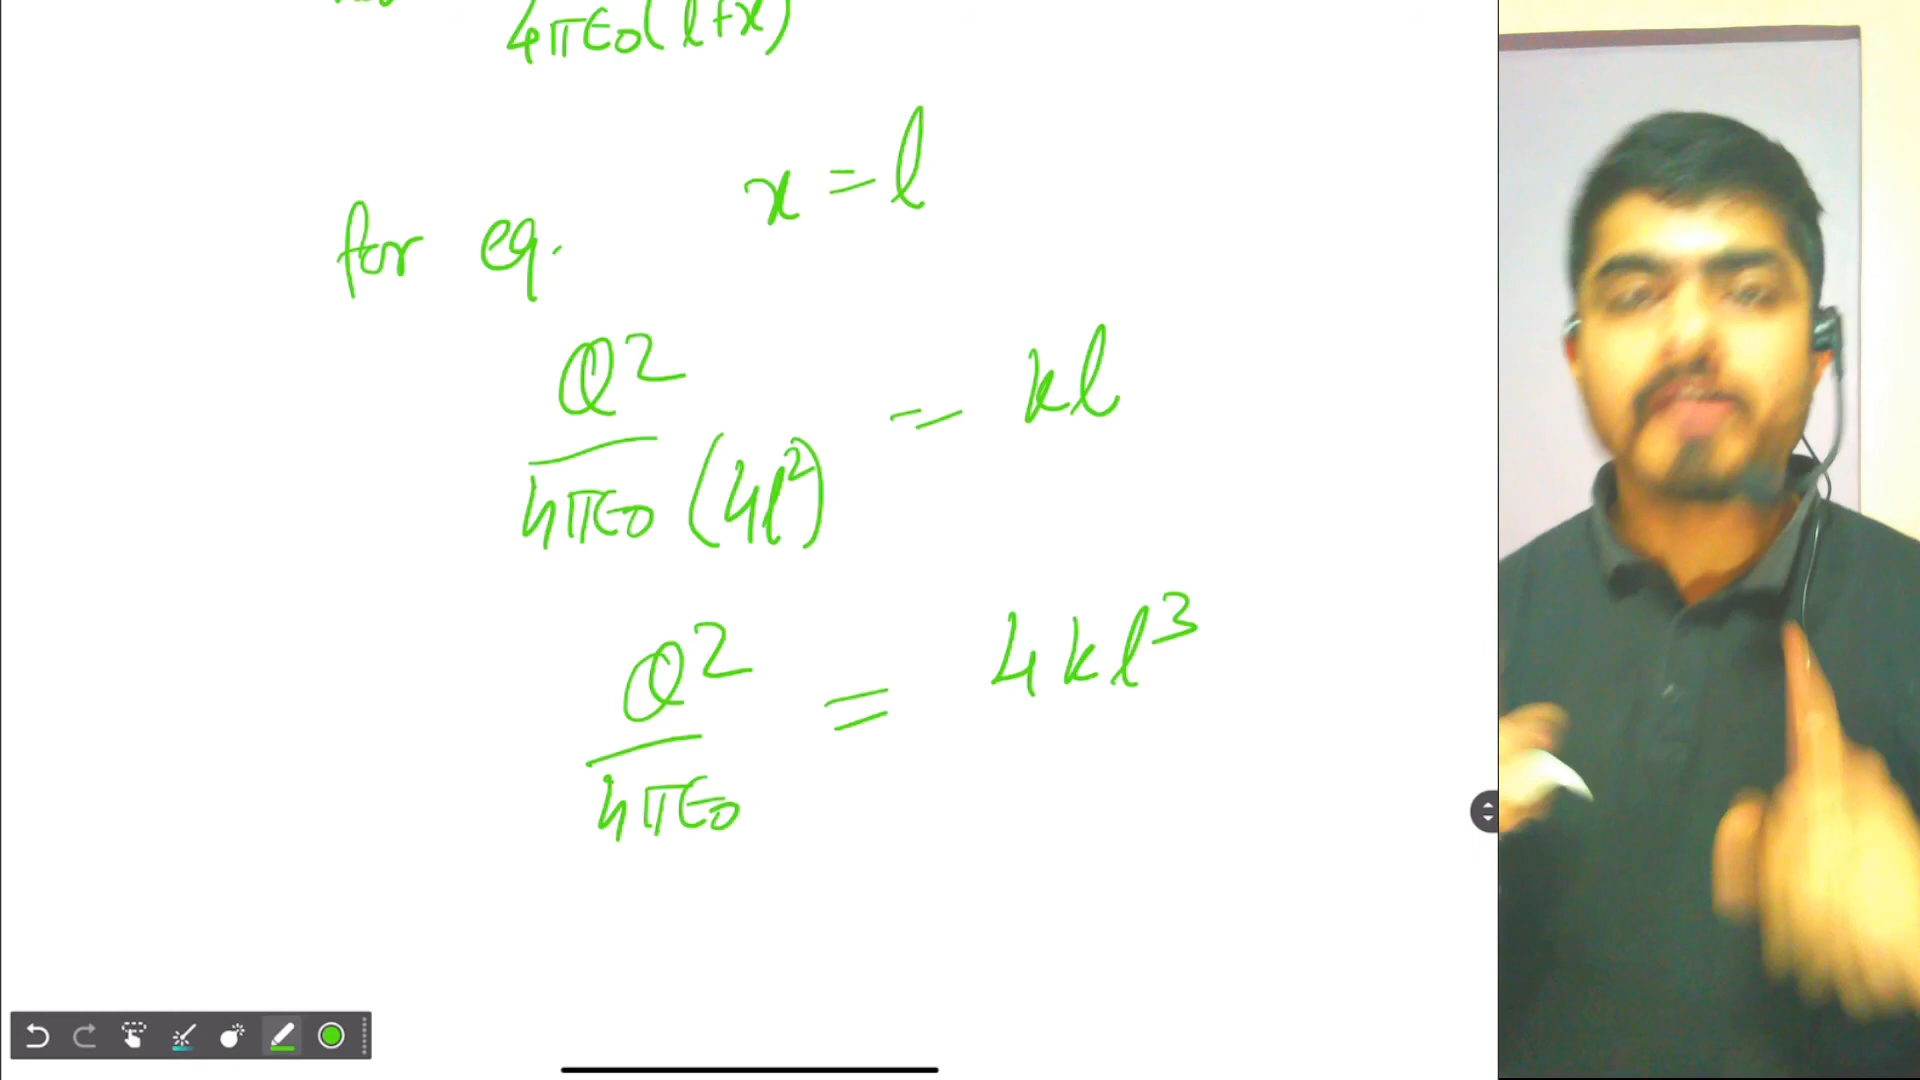 4πϵ₀(l+x)
x = l
for eq.
Q² / 4πϵ₀ (4l²) = kl
Q² / 4πϵ₀ = 4kl³